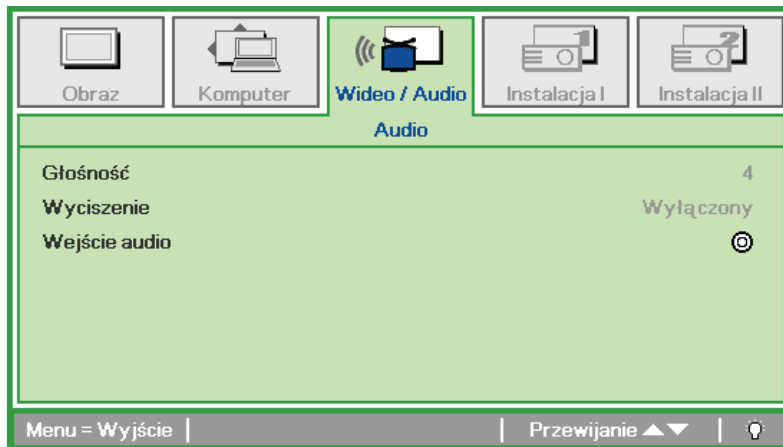 Obraz
Komputer
Wideo / Audio
Instalacja I
Instalacja II
Audio
Głośność 4
Wyciszenie Wyłączony
Wejście audio
Menu = Wyjście
Przewijanie